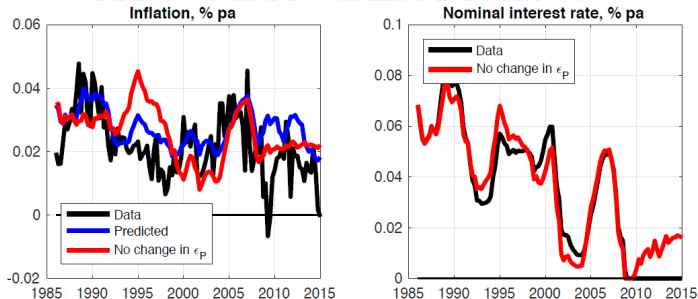 Inflation, % pa
0.06
0.04
0.02
0
-0.02
Data
Predicted
No change in ϵP
1985 1990 1995 2000 2005 2010 2015
Nominal interest rate, % pa
0.1
0.08
0.06
0.04
0.02
0
Data
No change in ϵP
1985 1990 1995 2000 2005 2010 2015